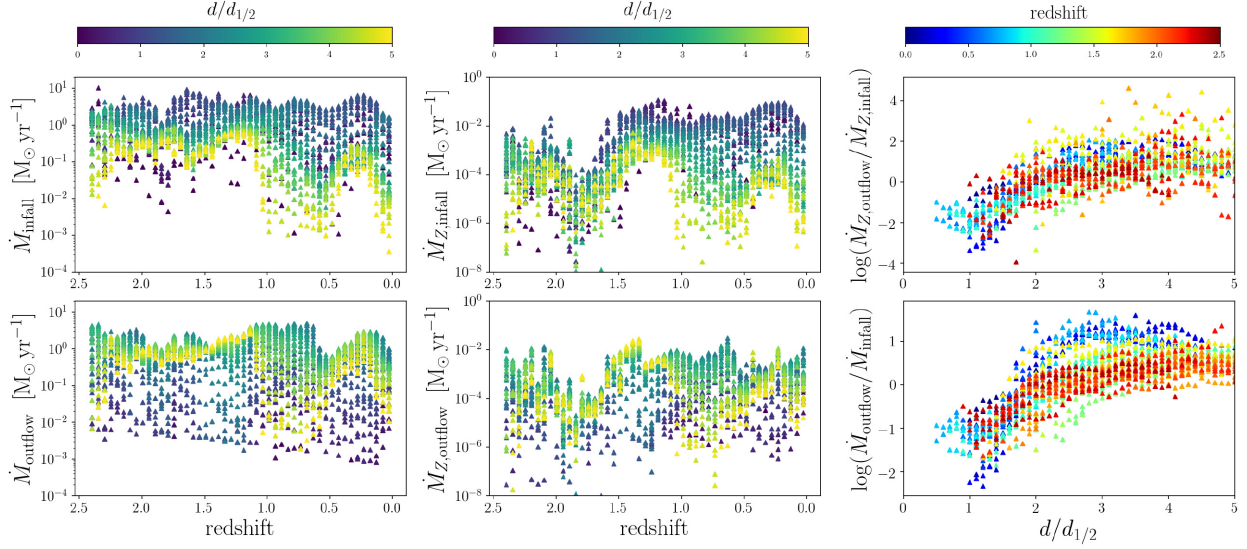 d/d_{1/2}
0 1 2 3 4 5
d/d_{1/2}
0 1 2 3 4 5
redshift
0.0 0.5 1.0 1.5 2.0 2.5
Ṁ_{infall} [M_⊙ yr^{−1}]
10^1
10^0
10^{−1}
10^{−2}
10^{−3}
10^{−4}
2.5 2.0 1.5 1.0 0.5 0.0
Ṁ_{Z,infall} [M_⊙ yr^{−1}]
10^0
10^{−2}
10^{−4}
10^{−6}
10^{−8}
2.5 2.0 1.5 1.0 0.5 0.0
log(Ṁ_{Z,outflow}/Ṁ_{Z,infall})
4
2
0
−2
−4
0 1 2 3 4 5
Ṁ_{outflow} [M_⊙ yr^{−1}]
10^1
10^0
10^{−1}
10^{−2}
10^{−3}
10^{−4}
2.5 2.0 1.5 1.0 0.5 0.0
redshift
Ṁ_{Z,outflow} [M_⊙ yr^{−1}]
10^0
10^{−2}
10^{−4}
10^{−6}
10^{−8}
2.5 2.0 1.5 1.0 0.5 0.0
redshift
log(Ṁ_{outflow}/Ṁ_{infall})
1
0
−1
−2
0 1 2 3 4 5
d/d_{1/2}